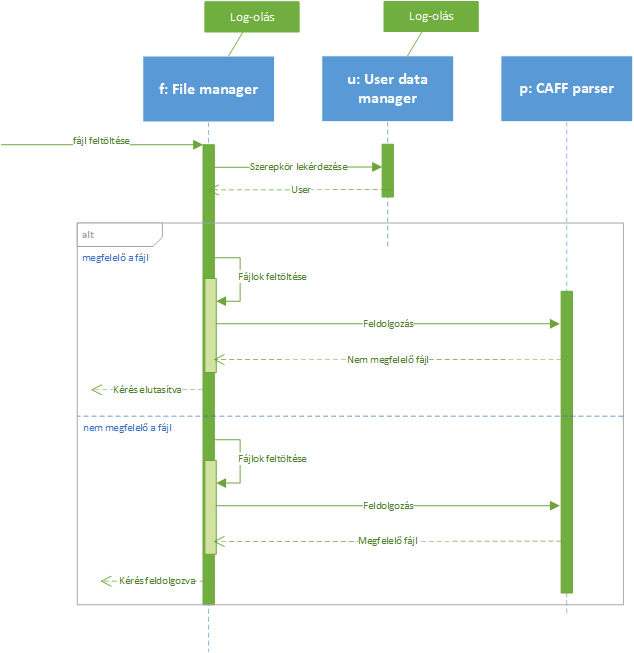 Log-olás
Log-olás
f: File manager
u: User data
manager
p: CAFF parser
fájl feltöltése
Szerepkör lekérdezése
User
alt
megfelelő a fájl
Fájlok feltöltése
Feldolgozás
Nem megfelelő fájl
Kérés elutasítva
nem megfelelő a fájl
Fájlok feltöltése
Feldolgozás
Megfelelő fájl
Kérés feldolgozva